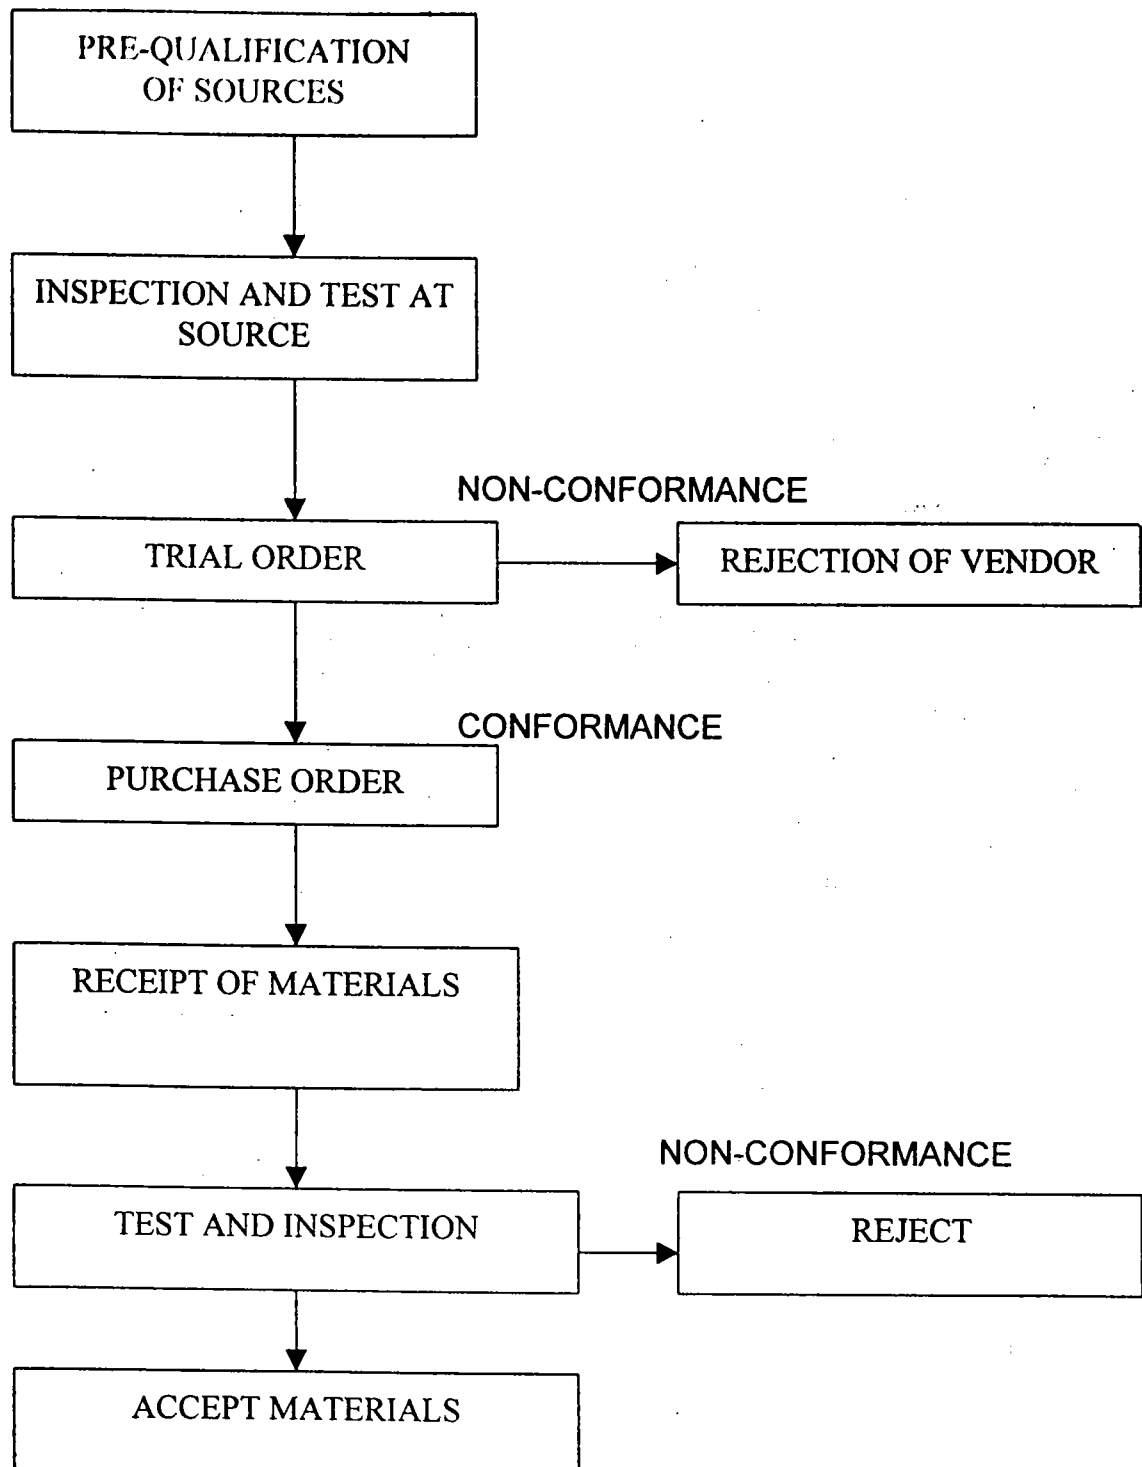 PRE-QUALIFICATION
OF SOURCES
INSPECTION AND TEST AT
SOURCE
NON-CONFORMANCE
TRIAL ORDER
REJECTION OF VENDOR
CONFORMANCE
PURCHASE ORDER
RECEIPT OF MATERIALS
NON-CONFORMANCE
TEST AND INSPECTION
REJECT
ACCEPT MATERIALS